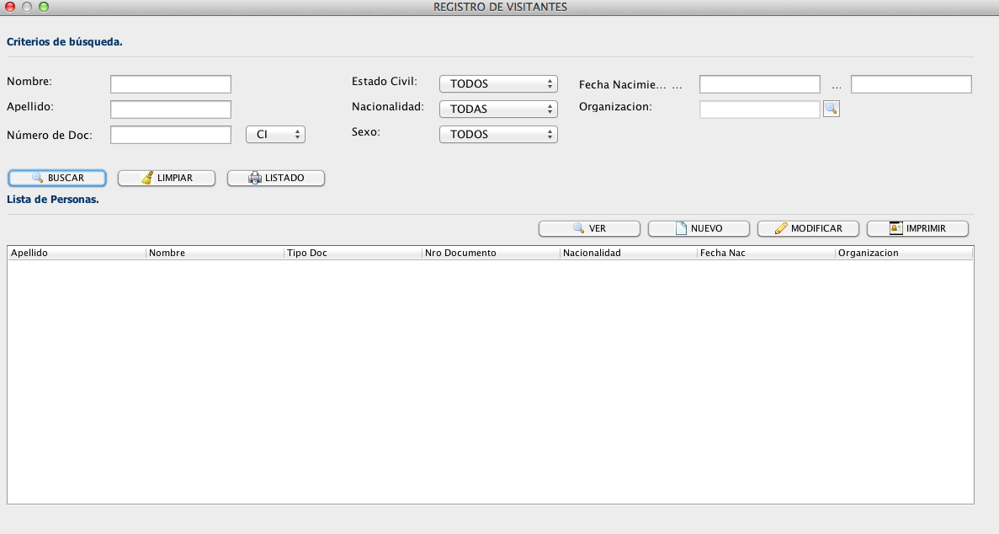 REGISTRO DE VISITANTES
Criterios de búsqueda.
Nombre: Estado Civil: TODOS Fecha Nacimie... ... ...
Apellido: Nacionalidad: TODAS Organizacion:
Número de Doc: CI Sexo: TODOS
BUSCAR LIMPIAR LISTADO
Lista de Personas.
VER NUEVO MODIFICAR IMPRIMIR
Apellido Nombre Tipo Doc Nro Documento Nacionalidad Fecha Nac Organizacion